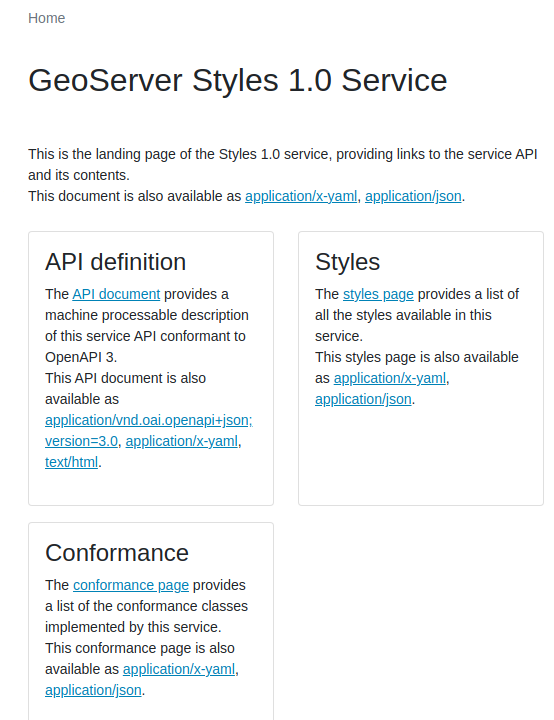 Home
GeoServer Styles 1.0 Service
This is the landing page of the Styles 1.0 service, providing links to the service API
and its contents.
This document is also available as application/x-yaml, application/json.
API definition
The API document provides a
machine processable description
of this service API conformant to
OpenAPI 3.
This API document is also
available as
application/vnd.oai.openapi+json;
version=3.0, application/x-yaml,
text/html.
Styles
The styles page provides a list of
all the styles available in this
service.
This styles page is also available
as application/x-yaml,
application/json.
Conformance
The conformance page provides
a list of the conformance classes
implemented by this service.
This conformance page is also
available as application/x-yaml,
application/json.